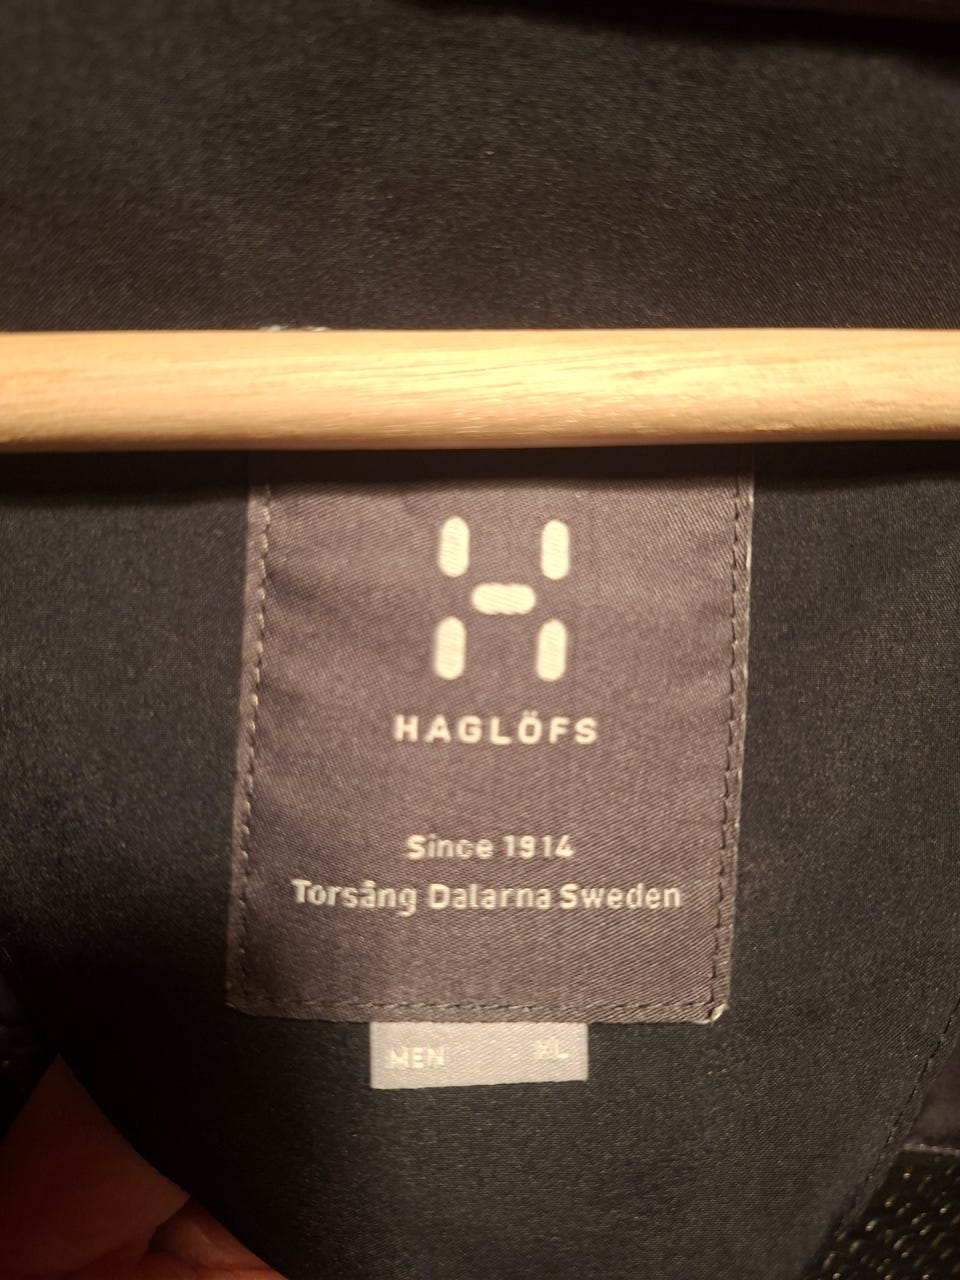 HAGLÖFS
Since 1914
Torsång Dalarna Sweden
MEN XL